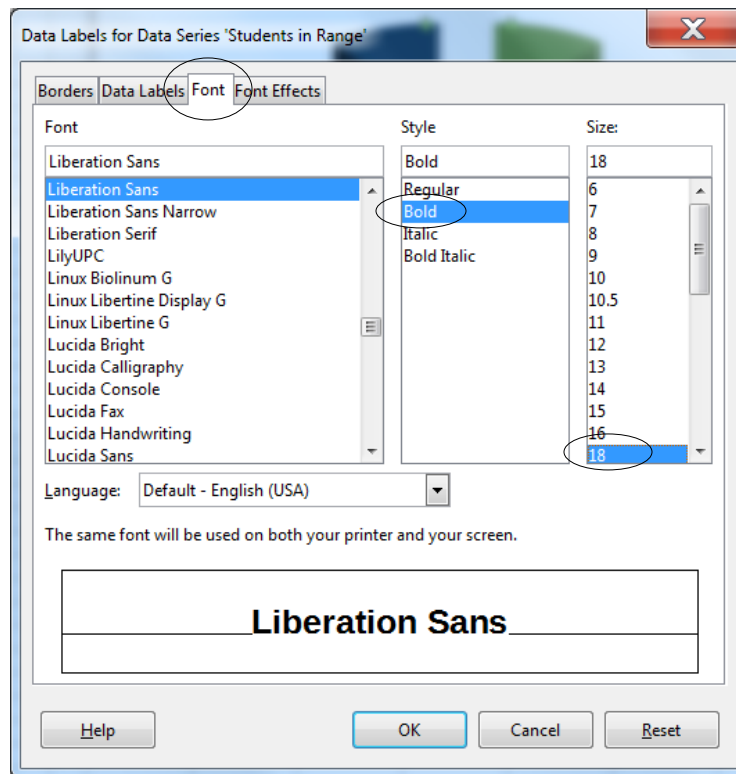 Data Labels for Data Series 'Students in Range'
Borders Data Labels Font Font Effects
Font Style Size:
Liberation Sans Bold 18
Liberation Sans Regular 6
Liberation Sans Narrow Bold 7
Liberation Serif Italic 8
LilyUPC Bold Italic 9
Linux Biolinum G 10
Linux Libertine Display G 10.5
Linux Libertine G 11
Lucida Bright 12
Lucida Calligraphy 13
Lucida Console 14
Lucida Fax 15
Lucida Handwriting 16
Lucida Sans 18
Language: Default - English (USA)
The same font will be used on both your printer and your screen.
Liberation Sans
Help OK Cancel Reset